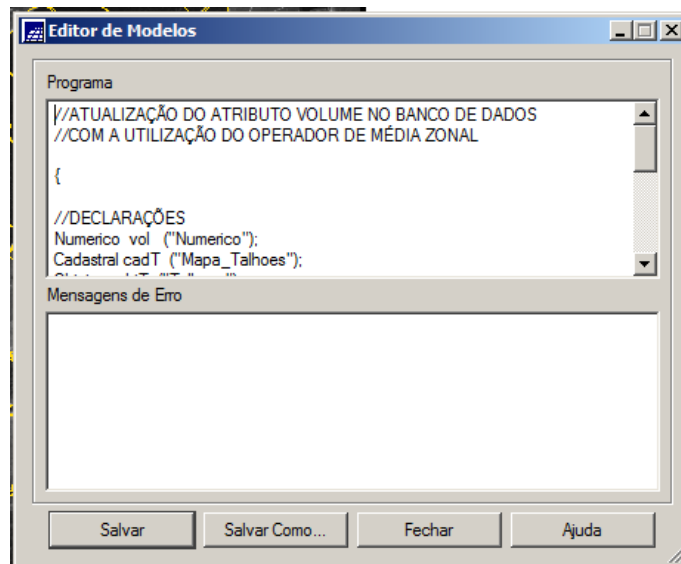 Editor de Modelos
Programa
//ATUALIZAÇÃO DO ATRIBUTO VOLUME NO BANCO DE DADOS
//COM A UTILIZAÇÃO DO OPERADOR DE MÉDIA ZONAL
{
//DECLARAÇÕES
Numerico vol ("Numerico");
Cadastral cadT ("Mapa_Talhoes");
Mensagens de Erro
Salvar Salvar Como... Fechar Ajuda